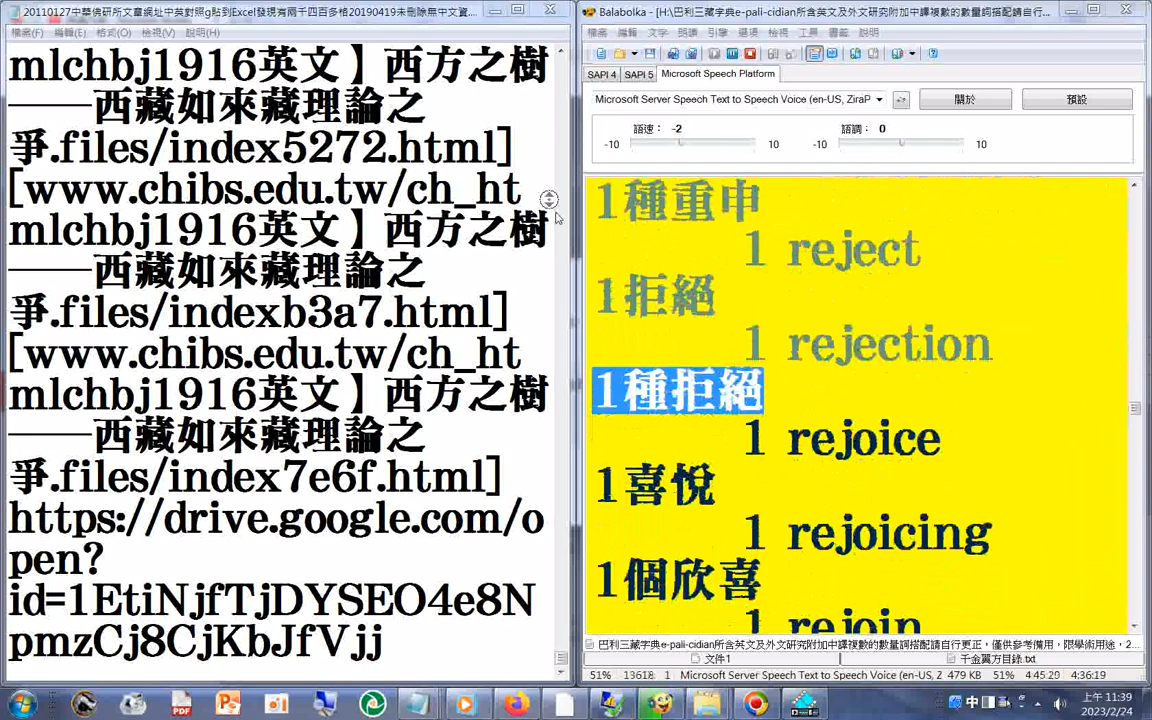 20110127中華佛研所文章網址中英對照g貼到Excel發現有兩千四百多格20190419未刪除無中文資...
檔案(F) 編輯(E) 格式(O) 檢視(V) 說明(H)
mlchbj1916英文】西方之樹
——西藏如來藏理論之
爭.files/index5272.html]
[www.chibs.edu.tw/ch_ht
mlchbj1916英文】西方之樹
——西藏如來藏理論之
爭.files/indexb3a7.html]
[www.chibs.edu.tw/ch_ht
mlchbj1916英文】西方之樹
——西藏如來藏理論之
爭.files/index7e6f.html]
https://drive.google.com/o
pen?
id=1EtiNjfTjDYSEO4e8N
pmzCj8CjKbJfVjj
Balabolka - [H:\巴利三藏字典e-pali-cidian所含英文及外文研究附加中譯複數的數量詞搭配請自行...
檔案 編輯 文字 朗讀 引擎 選項 檢視 工具 書籤 說明
SAPI 4 SAPI 5 Microsoft Speech Platform
Microsoft Server Speech Text to Speech Voice (en-US, ZiraP
關於 預設
語速： -2 語調： 0
-10 10 -10 10
1種重申
1 reject
1拒絕
1 rejection
1種拒絕
1 rejoice
1喜悅
1 rejoicing
1個欣喜
1 rejoin
巴利三藏字典e-pali-cidian所含英文及外文研究附加中譯複數的數量詞搭配請自行更正，僅供參考備用，限學術用途，2...
文件1 千金翼方目錄.txt
51% 13618. Microsoft Server Speech Text to Speech Voi... 479 KB 51% 4:45:20 4:36:19
中
上午 11:39
2023/2/24